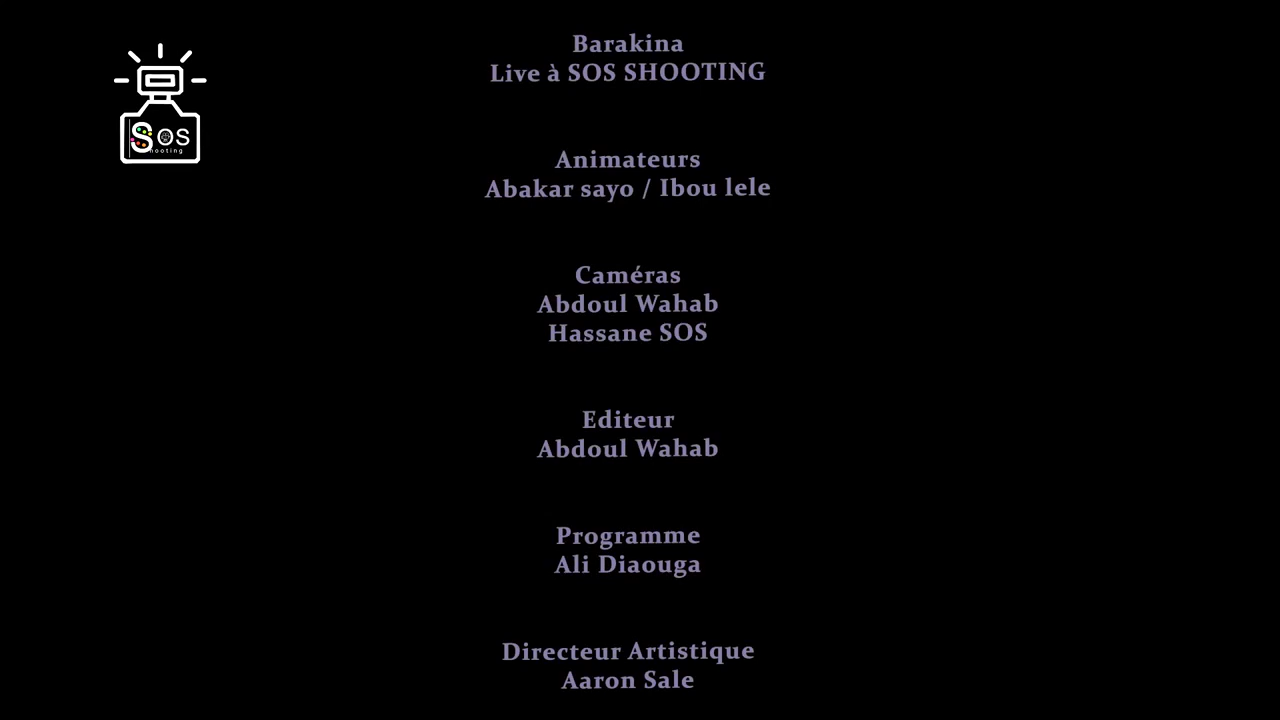 SOS
hooting
Barakina
Live à SOS SHOOTING
Animateurs
Abakar sayo / Ibou lele
Caméras
Abdoul Wahab
Hassane SOS
Editeur
Abdoul Wahab
Programme
Ali Diaouga
Directeur Artistique
Aaron Sale